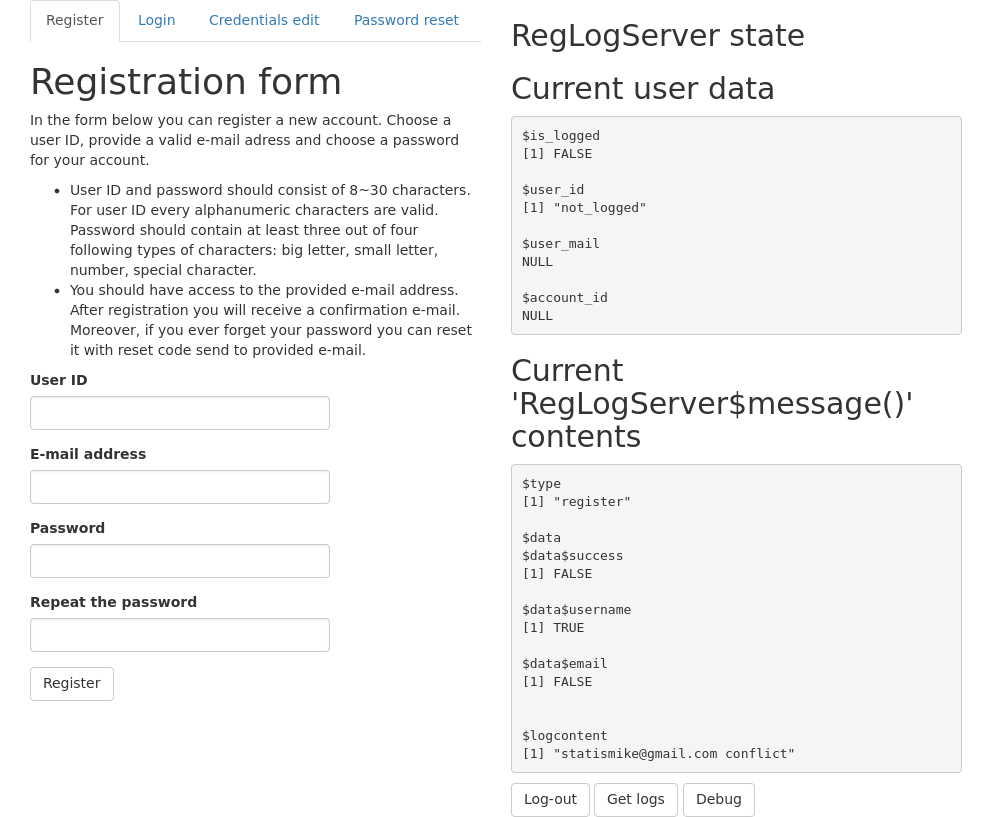 Register
Login
Credentials edit
Password reset
Registration form
In the form below you can register a new account. Choose a
user ID, provide a valid e-mail adress and choose a password
for your account.
• User ID and password should consist of 8~30 characters.
For user ID every alphanumeric characters are valid.
Password should contain at least three out of four
following types of characters: big letter, small letter,
number, special character.
• You should have access to the provided e-mail address.
After registration you will receive a confirmation e-mail.
Moreover, if you ever forget your password you can reset
it with reset code send to provided e-mail.
User ID
E-mail address
Password
Repeat the password
Register
RegLogServer state
Current user data
$is_logged
[1] FALSE
$user_id
[1] "not_logged"
$user_mail
NULL
$account_id
NULL
Current
'RegLogServer$message()'
contents
$type
[1] "register"
$data
$data$success
[1] FALSE
$data$username
[1] TRUE
$data$email
[1] FALSE
$logcontent
[1] "statismike@gmail.com conflict"
Log-out
Get logs
Debug